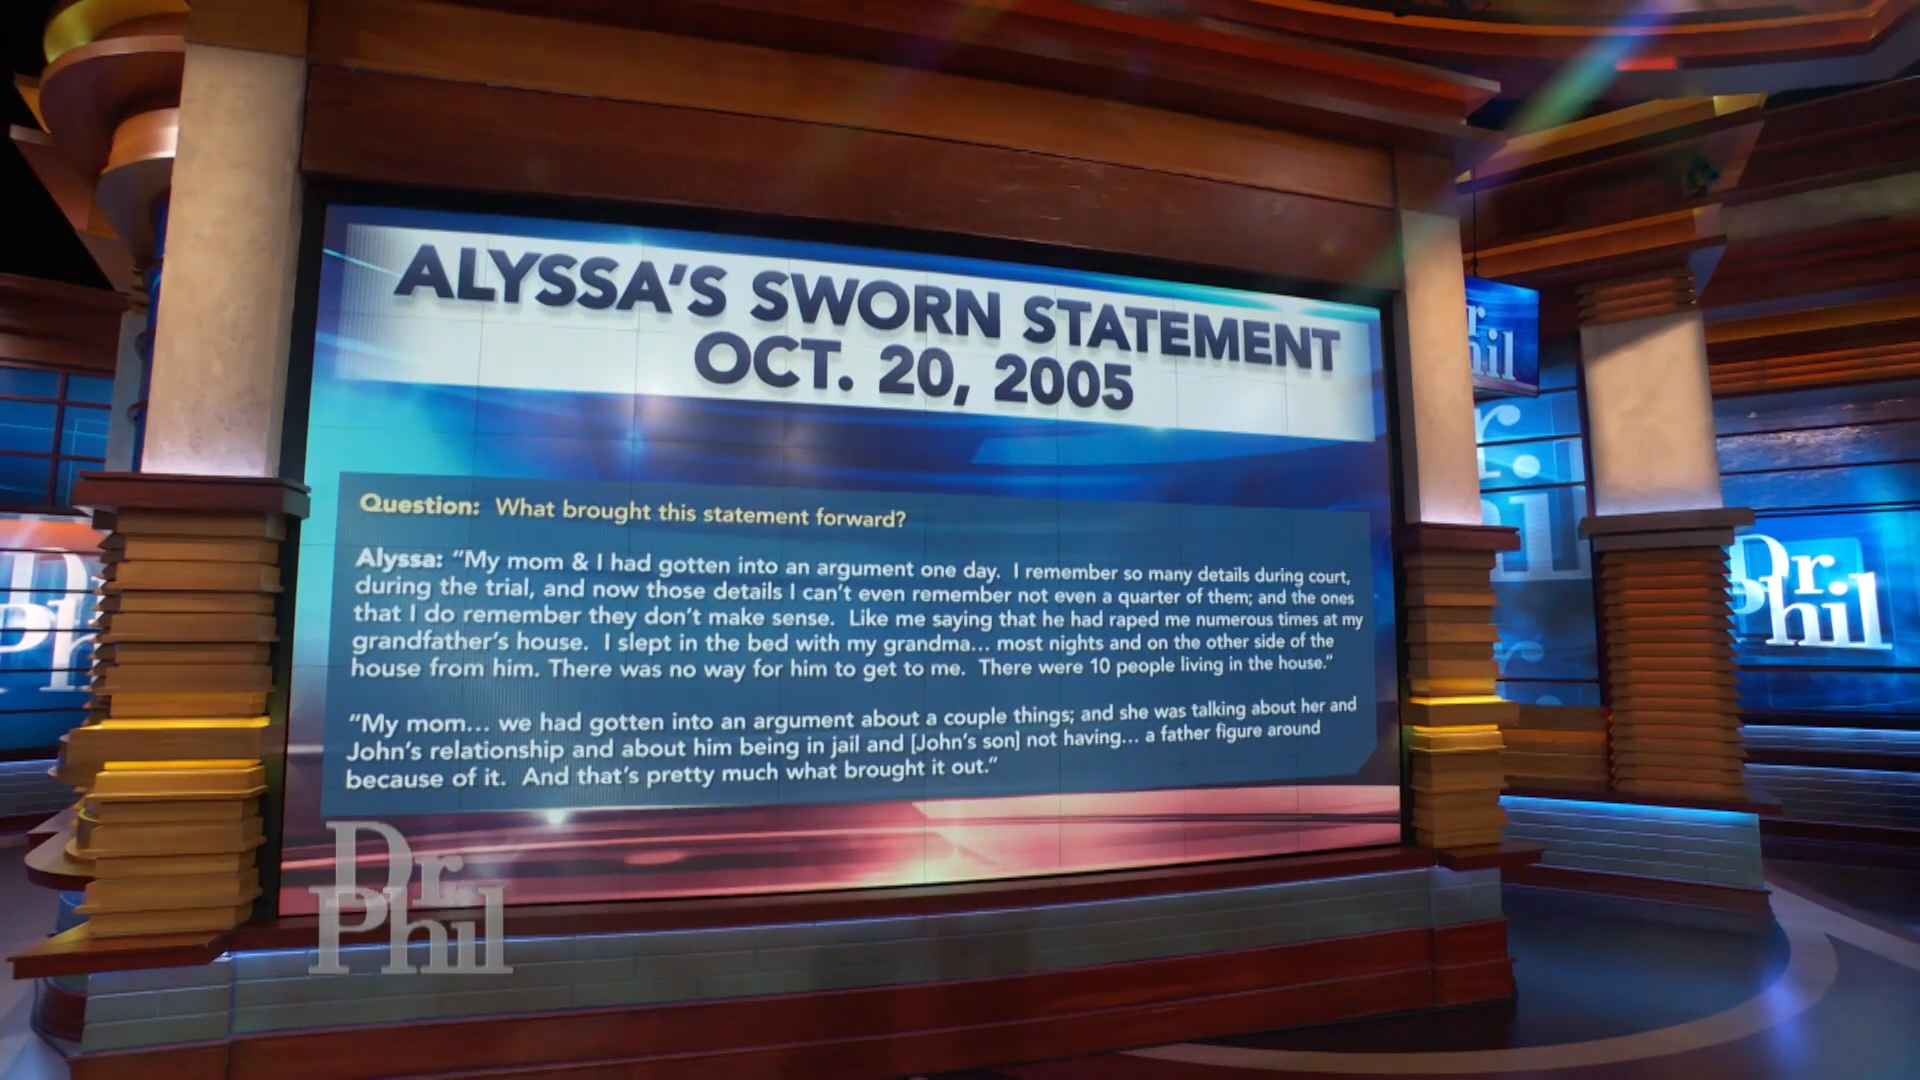 ALYSSA'S SWORN STATEMENT
OCT. 20, 2005
Question: What brought this statement forward?
Alyssa: "My mom & I had gotten into an argument one day. I remember so many details during court,
during the trial, and now those details I can't even remember not even a quarter of them; and the ones
that I do remember they don't make sense. Like me saying that he had raped me numerous times at my
grandfather's house. I slept in the bed with my grandma... most nights and on the other side of the
house from him. There was no way for him to get to me. There were 10 people living in the house."
"My mom... we had gotten into an argument about a couple things; and she was talking about her and
John's relationship and about him being in jail and [John's son] not having... a father figure around
because of it. And that's pretty much what brought it out."
Dr.
Phil
r.
hil
r.
Dr.
Phil
D
Ph